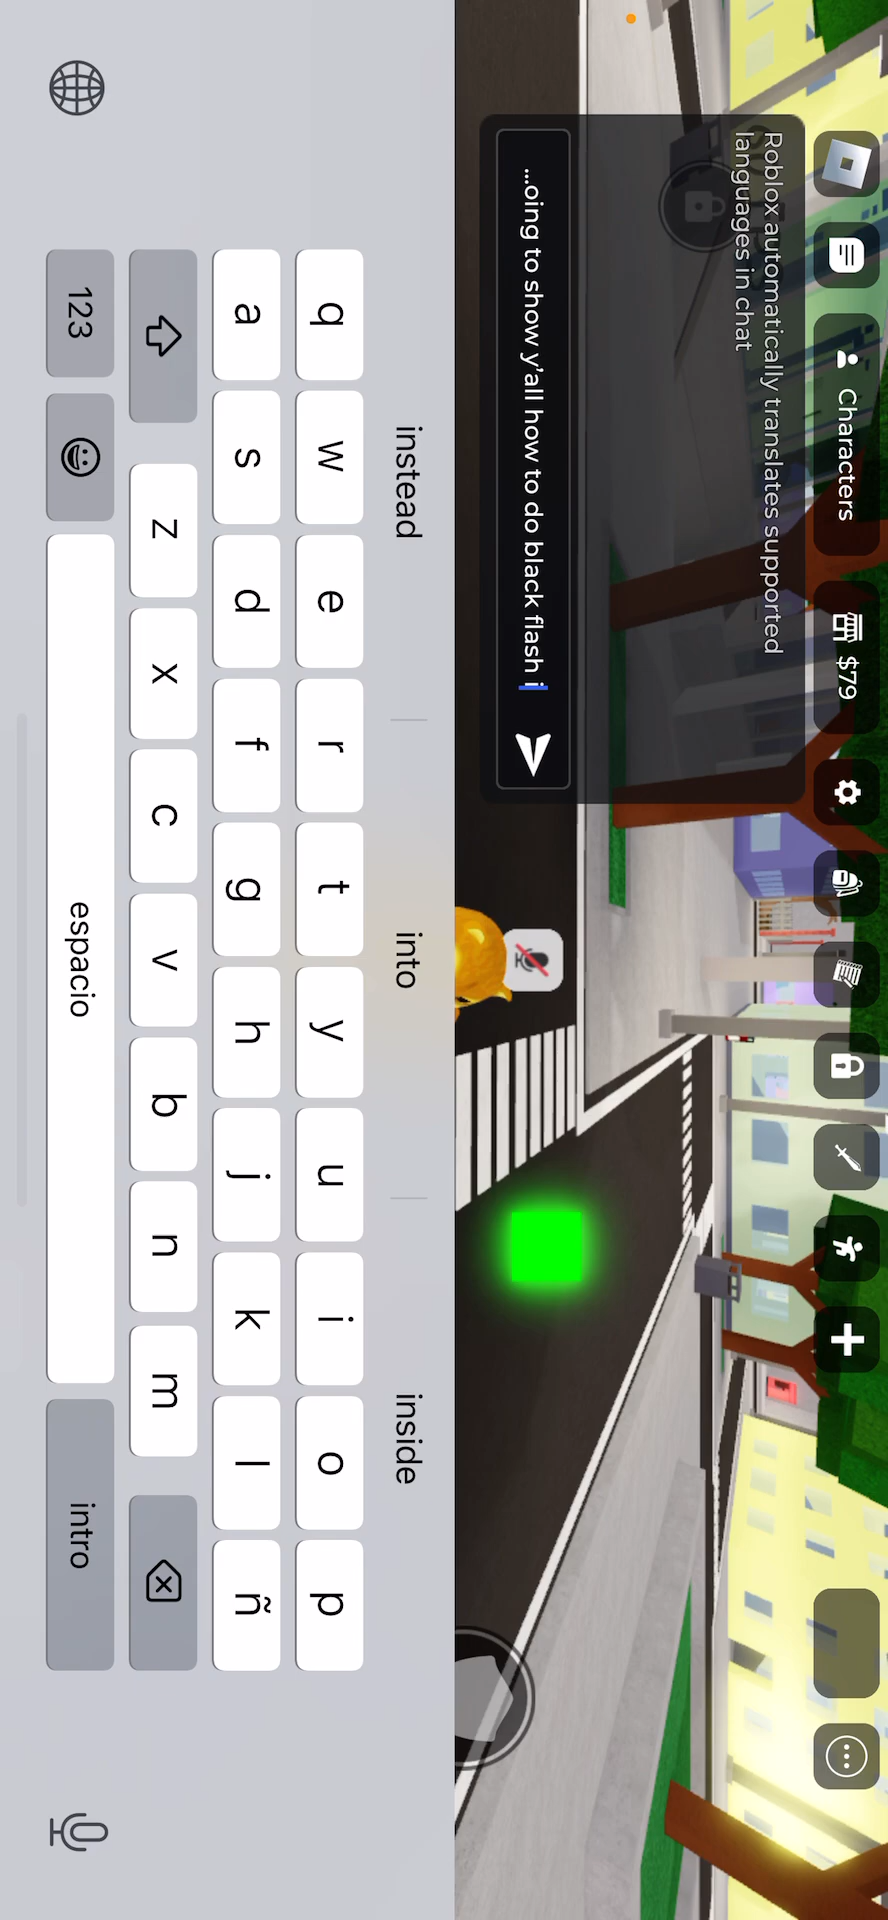 Characters
$79
Roblox automatically translates supported
languages in chat
...oing to show y'all how to do black flash i
instead
into
inside
q w e r t y u i o p
a s d f g h j k l ñ
z x c v b n m
123
espacio
intro